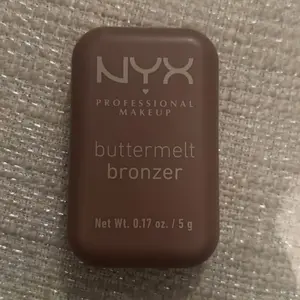 NYX
PROFESSIONAL
MAKEUP
buttermelt
bronzer
Net Wt. 0.17 oz. / 5 g